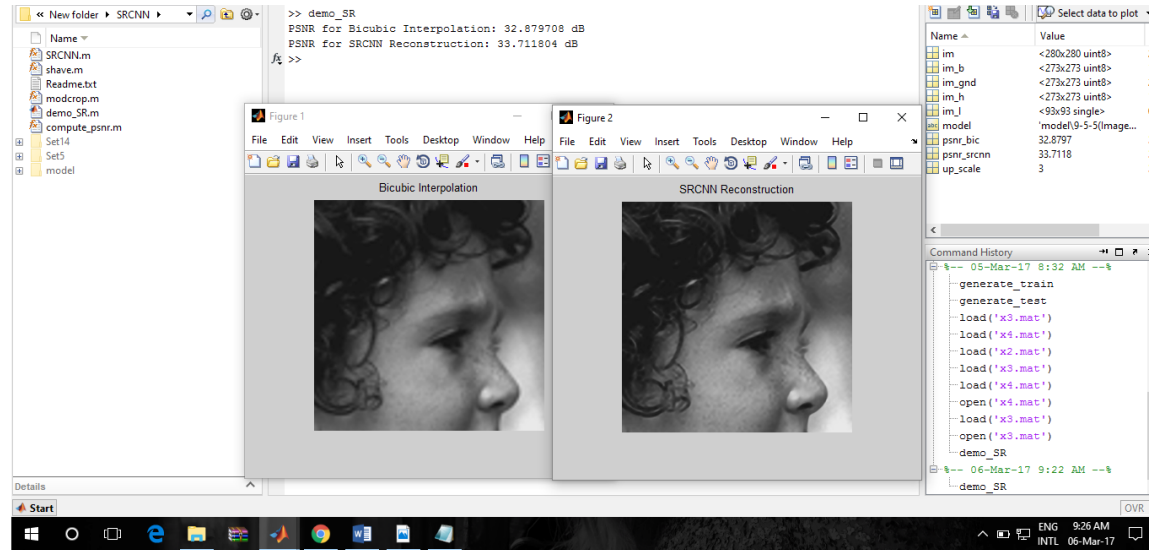 « New folder ▸ SRCNN ▸
Name
SRCNN.m
shave.m
Readme.txt
modcrop.m
demo_SR.m
compute_psnr.m
Set14
Set5
model
Details
>> demo_SR
PSNR for Bicubic Interpolation: 32.879708 dB
PSNR for SRCNN Reconstruction: 33.711804 dB
fx >>
Figure 1
File Edit View Insert Tools Desktop Window Help
Bicubic Interpolation
Figure 2
File Edit View Insert Tools Desktop Window Help
SRCNN Reconstruction
Select data to plot
Name Value
im <280x280 uint8>
im_b <273x273 uint8>
im_gnd <273x273 uint8>
im_h <273x273 uint8>
im_l <93x93 single>
abc model 'model\9-5-5(Image...
psnr_bic 32.8797
psnr_srcnn 33.7118
up_scale 3
Command History
%-- 05-Mar-17 8:32 AM --%
generate_train
generate_test
load('x3.mat')
load('x4.mat')
load('x2.mat')
load('x3.mat')
load('x4.mat')
open('x4.mat')
load('x3.mat')
open('x3.mat')
demo_SR
%-- 06-Mar-17 9:22 AM --%
demo_SR
Start
OVR
ENG 9:26 AM
INTL 06-Mar-17